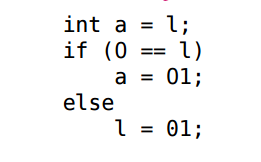 int a = l;
if (O == l)
    a = O1;
else
    l = 01;